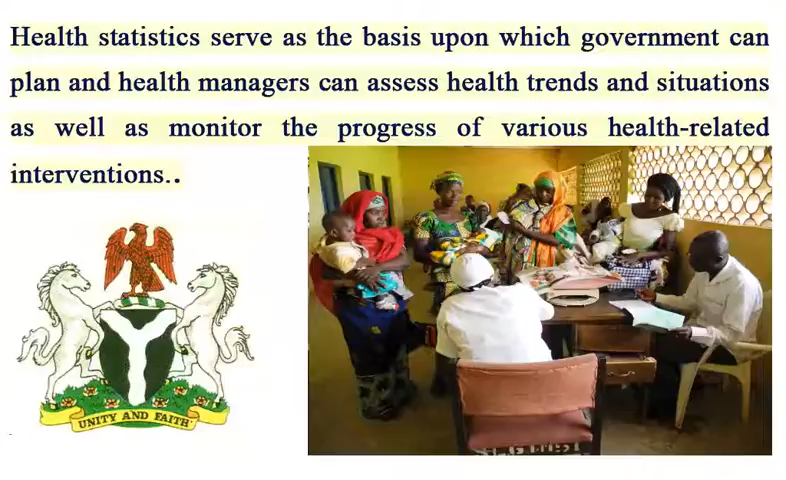 Health statistics serve as the basis upon which government can
plan and health managers can assess health trends and situations
as well as monitor the progress of various health-related
interventions..
UNITY AND FAITH